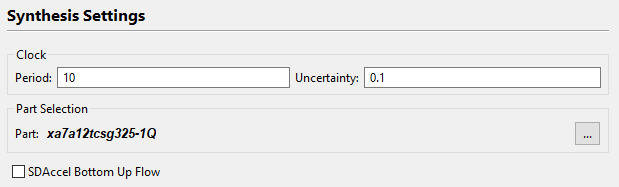 Synthesis Settings
Clock
Period: 10 Uncertainty: 0.1
Part Selection
Part: xa7a12tcsg325-1Q ...
SDAccel Bottom Up Flow